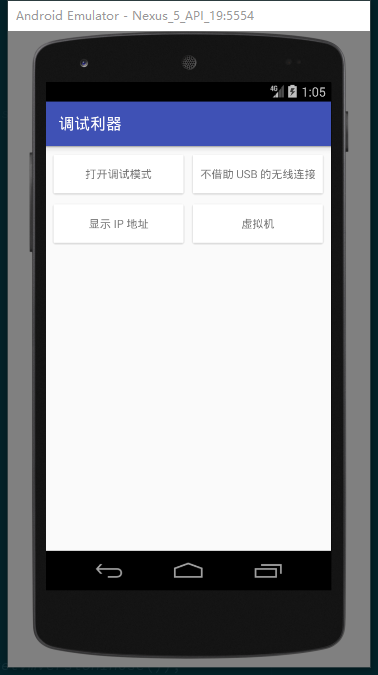 Android Emulator - Nexus_5_API_19:5554
4G 1:05
调试利器
打开调试模式 不借助 USB 的无线连接
显示 IP 地址 虚拟机